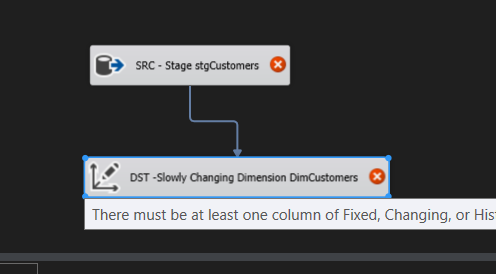 SRC - Stage stgCustomers
DST -Slowly Changing Dimension DimCustomers
There must be at least one column of Fixed, Changing, or His